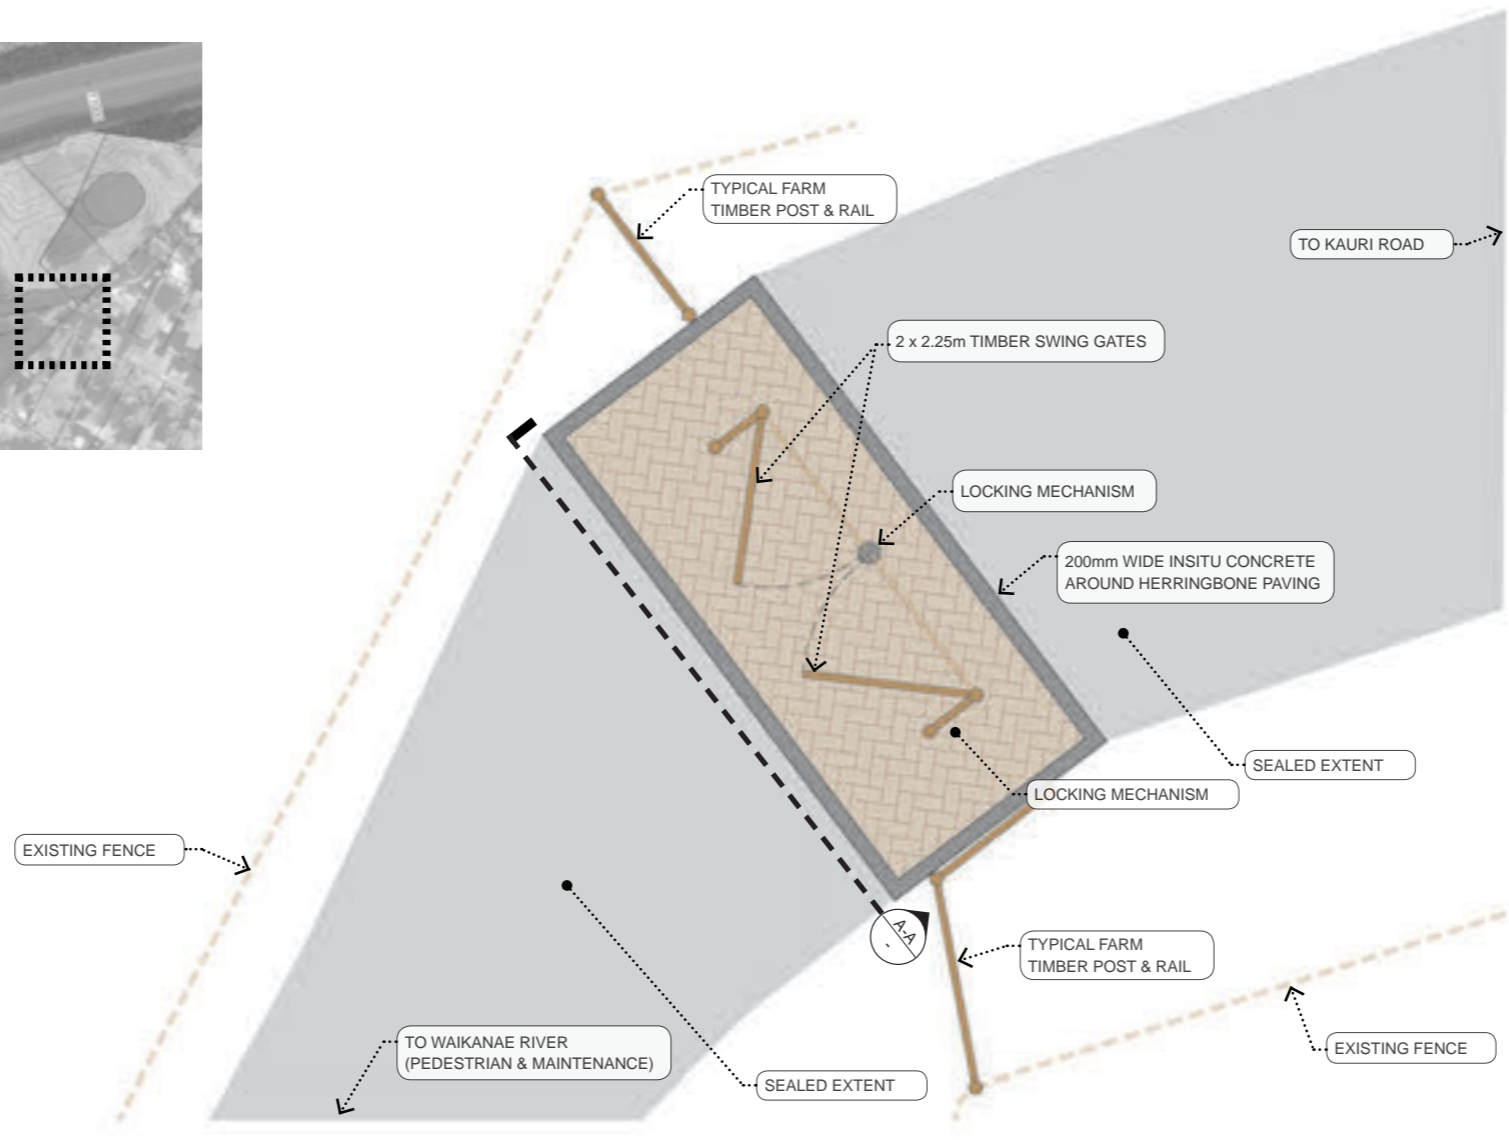 TYPICAL FARM
TIMBER POST & RAIL
TO KAURI ROAD
2 x 2.25m TIMBER SWING GATES
LOCKING MECHANISM
200mm WIDE INSITU CONCRETE
AROUND HERRINGBONE PAVING
SEALED EXTENT
LOCKING MECHANISM
EXISTING FENCE
A-A
-
TYPICAL FARM
TIMBER POST & RAIL
TO WAIKANAE RIVER
(PEDESTRIAN & MAINTENANCE)
EXISTING FENCE
SEALED EXTENT